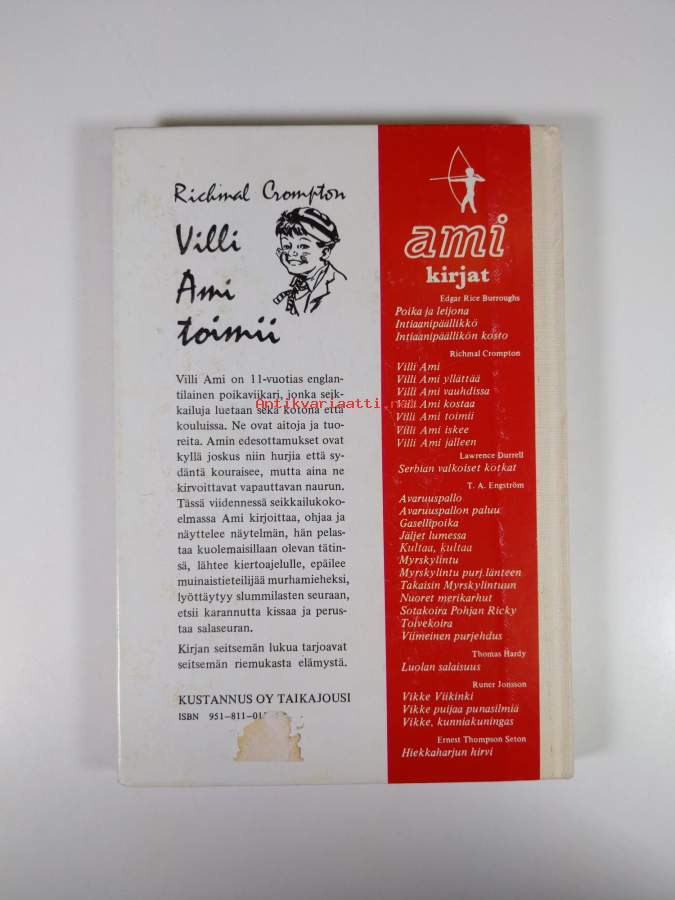 Richmal Crompton
Villi
Ami
toimii
Villi Ami on 11-vuotias englan-
tilainen poikaviikari, jonka seik-
kailuja luetaan sekä kotona että
kouluissa. Ne ovat aitoja ja tuo-
reita. Amin edesottamukset ovat
kyllä joskus niin hurjia että sy-
däntä kouraisee, mutta aina ne
kirvoittavat vapauttavan naurun.
Tässä viidennessä seikkailukoko-
elmassa Ami kirjoittaa, ohjaa ja
näyttelee näytelmän, hän pelas-
taa kuolemaisillaan olevan tätin-
sä, lähtee kiertoajelulle, epäilee
muinaistieteilijää murhamieheksi,
lyöttäytyy slummilasten seuraan,
etsii karannutta kissaa ja perus-
taa salaseuran.
Kirjan seitsemän lukua tarjoavat
seitsemän riemukasta elämystä.
KUSTANNUS OY TAIKAJOUSI
ISBN 951-811-01
ami
kirjat
Edgar Rice Burroughs
Poika ja leijona
Intiaanipäällikkö
Intiaanipäällikön kosto
Richmal Crompton
Villi Ami
Villi Ami yllättää
Villi Ami vauhdissa
Villi Ami kostaa
Villi Ami toimii
Villi Ami iskee
Villi Ami jälleen
Lawrence Durrell
Serbian valkoiset kotkat
T. A. Engström
Avaruuspallo
Avaruuspallon paluu
Gasellipoika
Jäljet lumessa
Kultaa, kultaa
Myrskylintu
Myrskylintu purj.länteen
Takaisin Myrskylintuun
Nuoret merikarhut
Sotakoira Pohjan Ricky
Toivekoira
Viimeinen purjehdus
Thomas Hardy
Luolan salaisuus
Runer Jonsson
Vikke Viikinki
Vikke puijaa punasilmiä
Vikke, kunniakuningas
Ernest Thompson Seton
Hiekkaharjun hirvi
Antikvariaatti.net